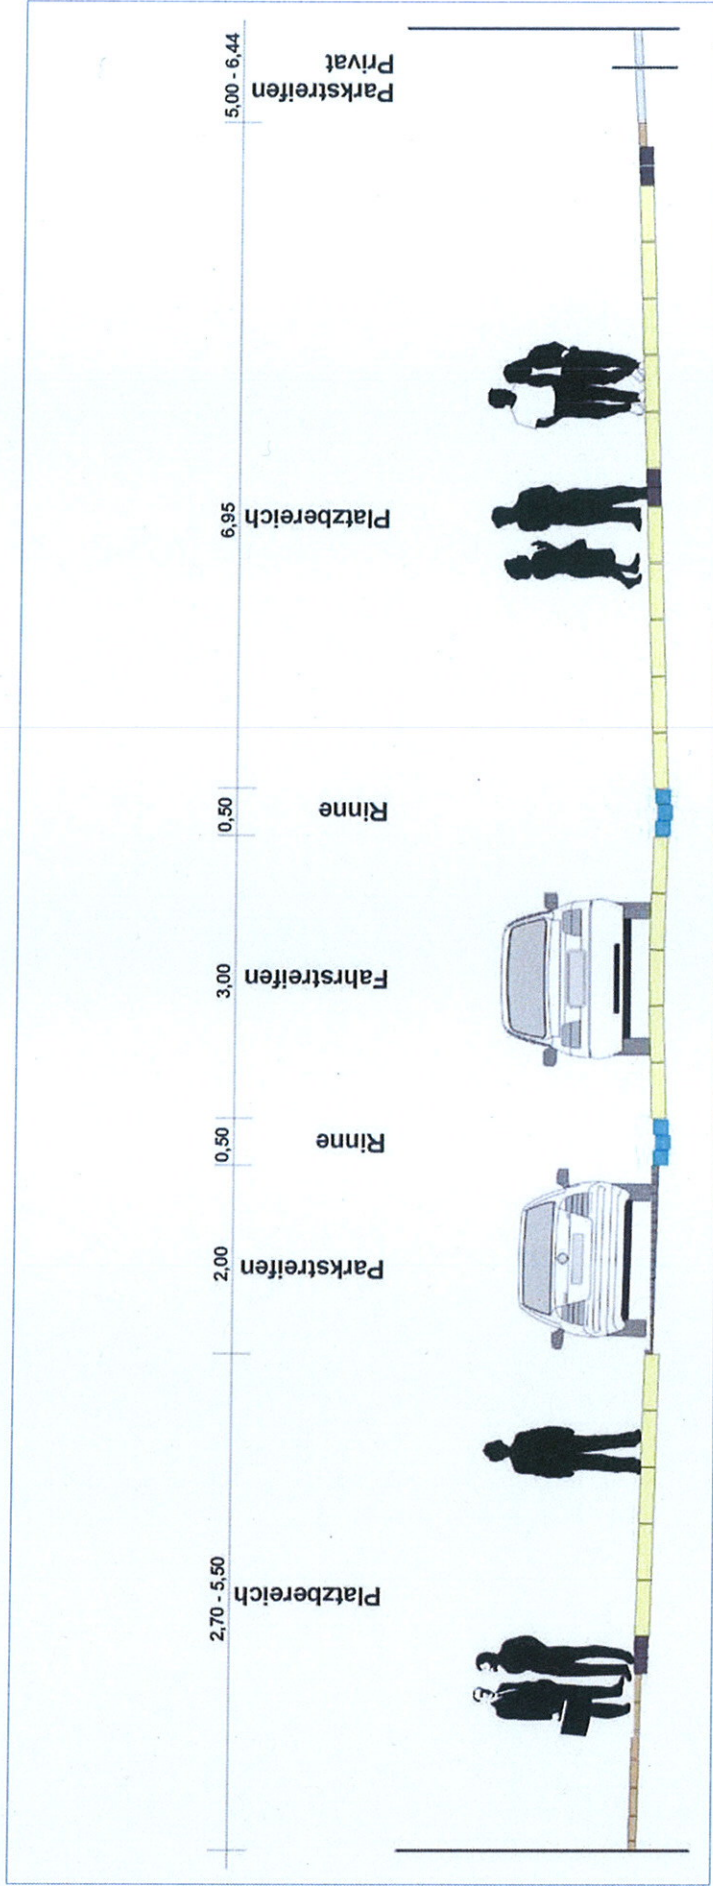 Platzbereich
2,70 - 5,50
Parkstreifen
2,00
Rinne
0,50
Fahrstreifen
3,00
Rinne
0,50
Platzbereich
6,95
Parkstreifen
Privat
5,00 - 6,44